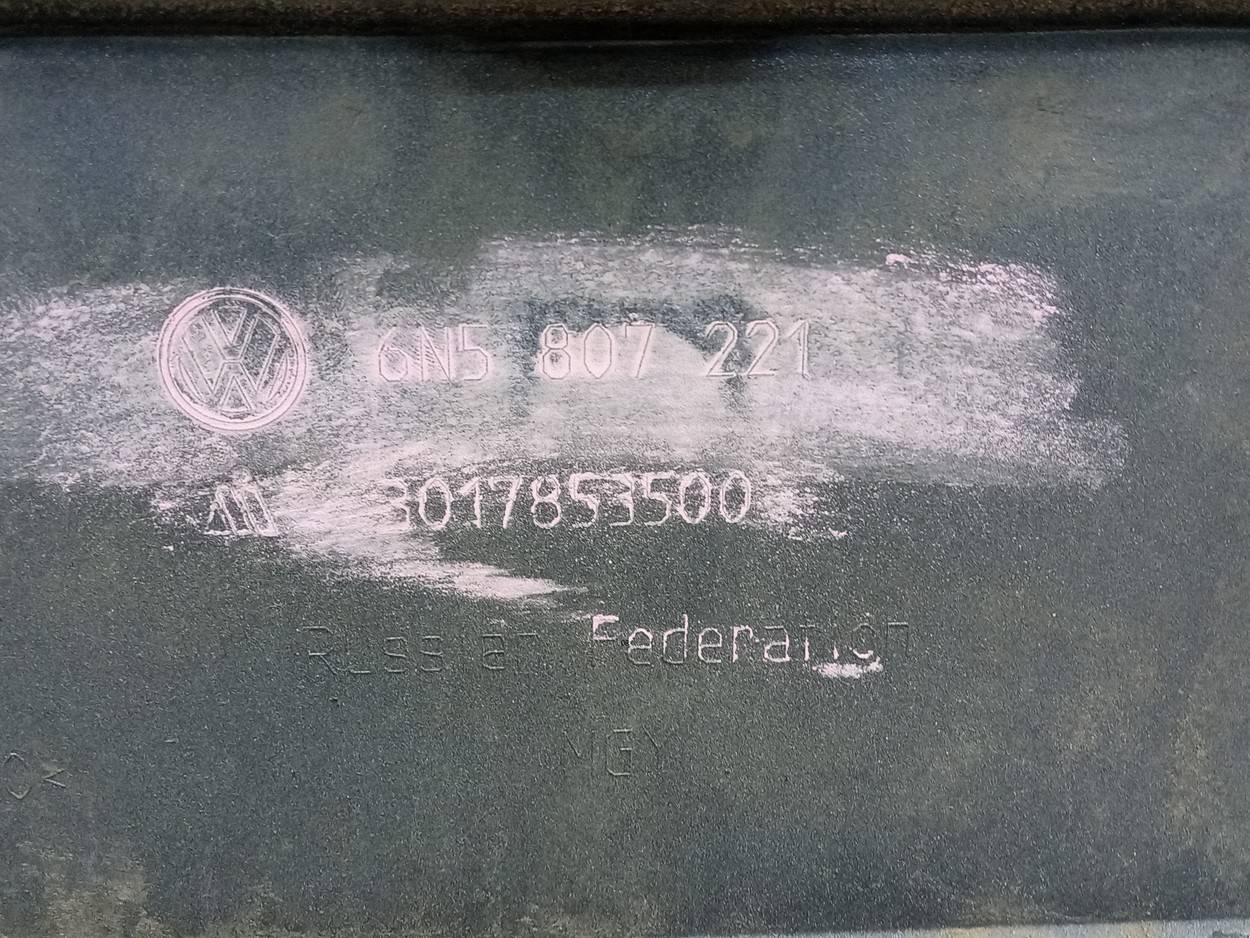 6N5 807 221
3017853500
Russian Federation